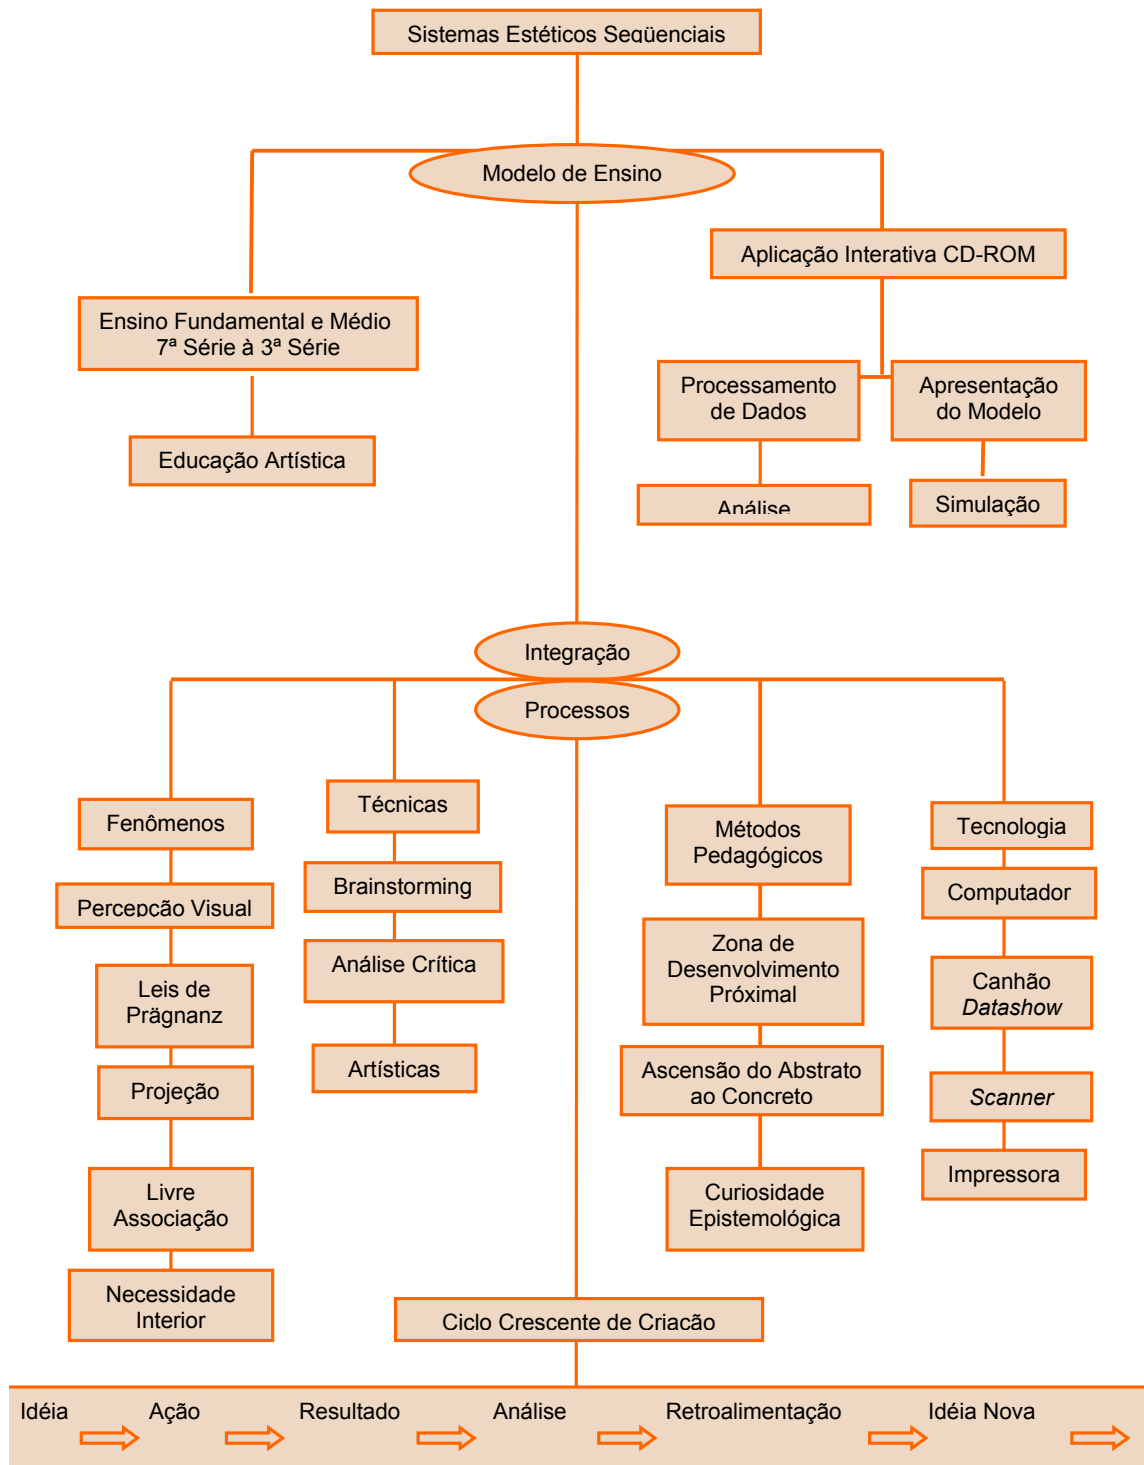 Sistemas Estéticos Seqüenciais
Modelo de Ensino
Aplicação Interativa CD-ROM
Ensino Fundamental e Médio
7ª Série à 3ª Série
Educação Artística
Processamento
de Dados
Apresentação
do Modelo
Análise
Simulação
Integração
Processos
Fenômenos
Percepção Visual
Leis de
Prägnanz
Projeção
Livre
Associação
Necessidade
Interior
Técnicas
Brainstorming
Análise Crítica
Artísticas
Métodos
Pedagógicos
Zona de
Desenvolvimento
Próximal
Ascensão do Abstrato
ao Concreto
Curiosidade
Epistemológica
Tecnologia
Computador
Canhão
Datashow
Scanner
Impressora
Ciclo Crescente de Criação
Idéia Ação Resultado Análise Retroalimentação Idéia Nova